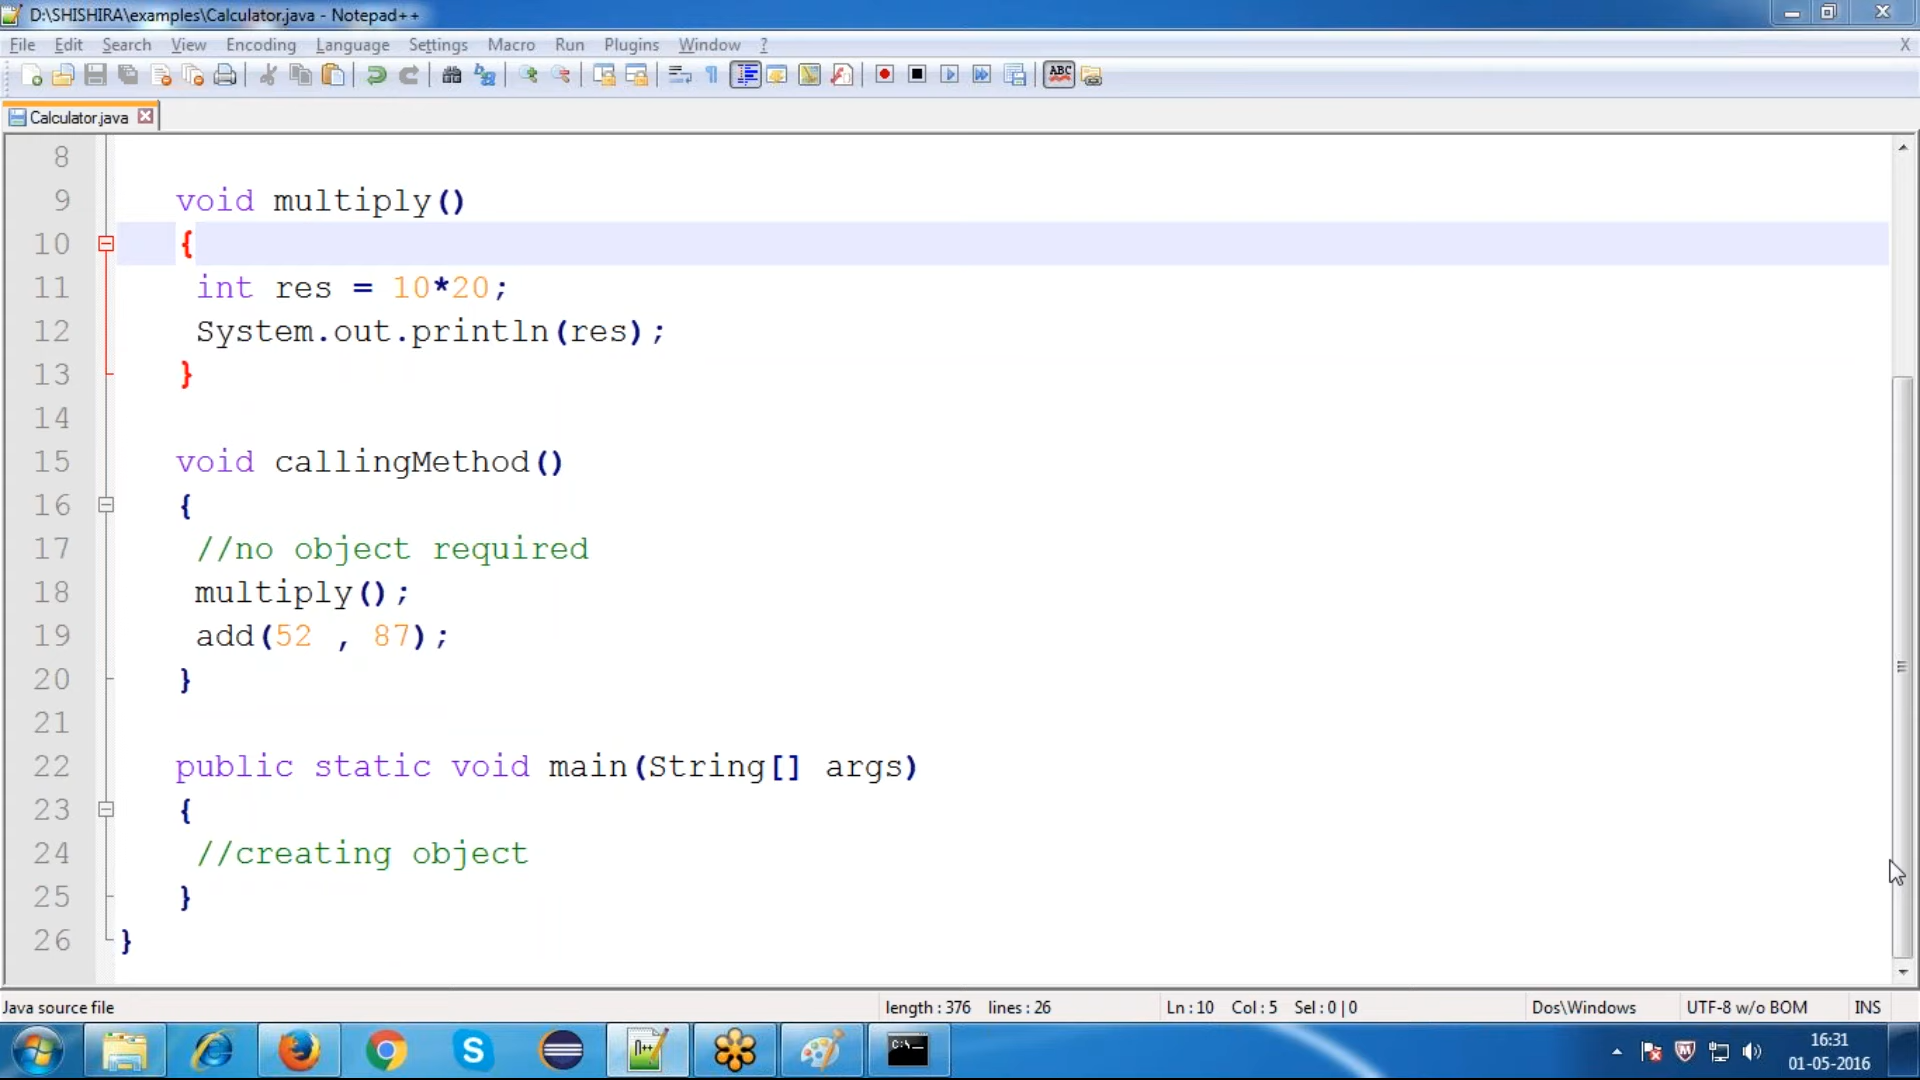 D:\SHISHIRA\examples\Calculator.java - Notepad++
File Edit Search View Encoding Language Settings Macro Run Plugins Window ? X
ABC
Calculator.java
8
9 void multiply()
10 {
11 int res = 10*20;
12 System.out.println(res);
13 }
14
15 void callingMethod()
16 {
17 //no object required
18 multiply();
19 add(52 , 87);
20 }
21
22 public static void main(String[] args)
23 {
24 //creating object
25 }
26 }
Java source file length : 376 lines : 26 Ln : 10 Col : 5 Sel : 0 | 0 Dos\Windows UTF-8 w/o BOM INS
16:31
01-05-2016